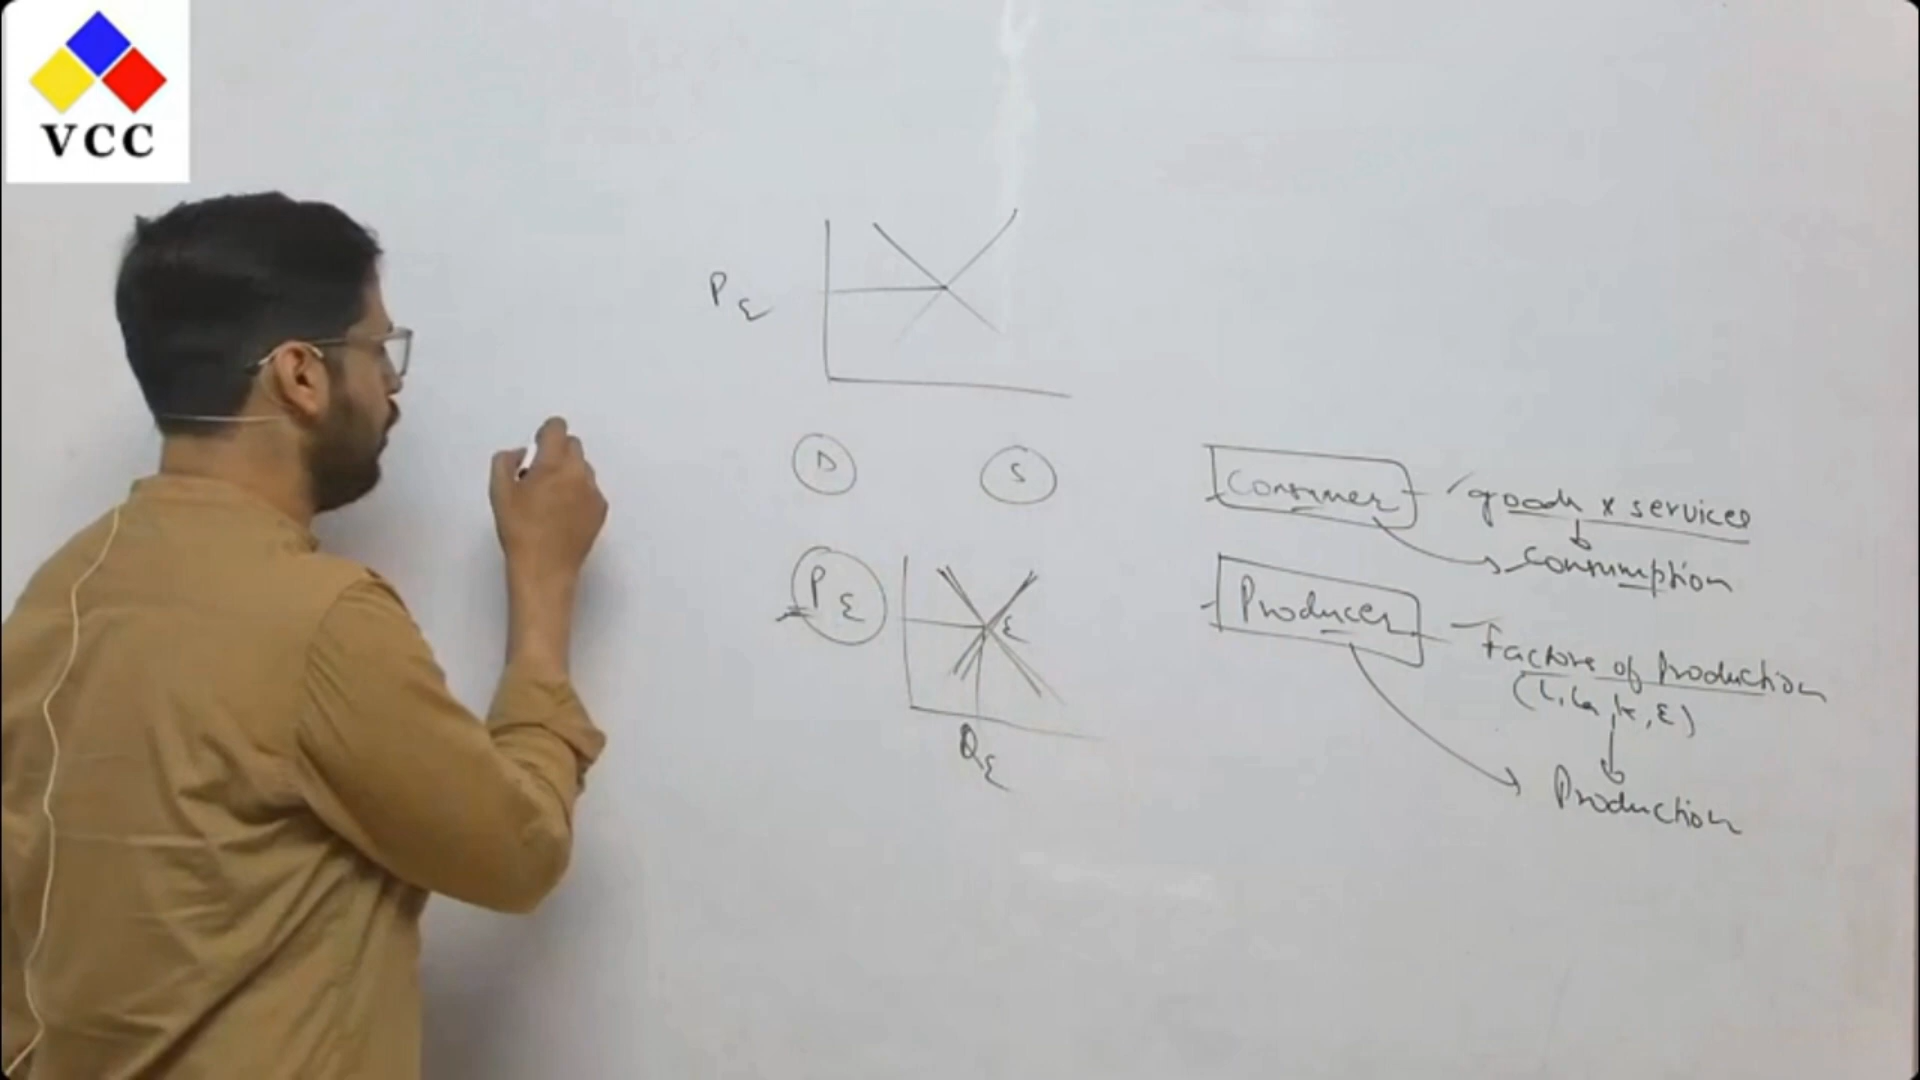 VCC
PE
D
S
PE
E
QE
Consumer
goods & services
consumption
Producer
Factors of Production
(L, La, K, E)
Production